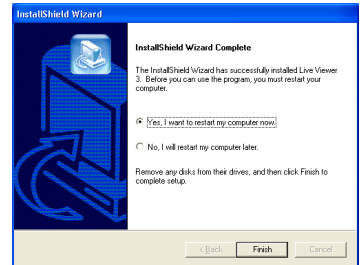 InstallShield Wizard
InstallShield Wizard Complete
The InstallShield Wizard has successfully installed Live Viewer
3. Before you can use the program, you must restart your
computer.
Yes, I want to restart my computer now.
No, I will restart my computer later.
Remove any disks from their drives, and then click Finish to
complete setup.
< Back
Finish
Cancel